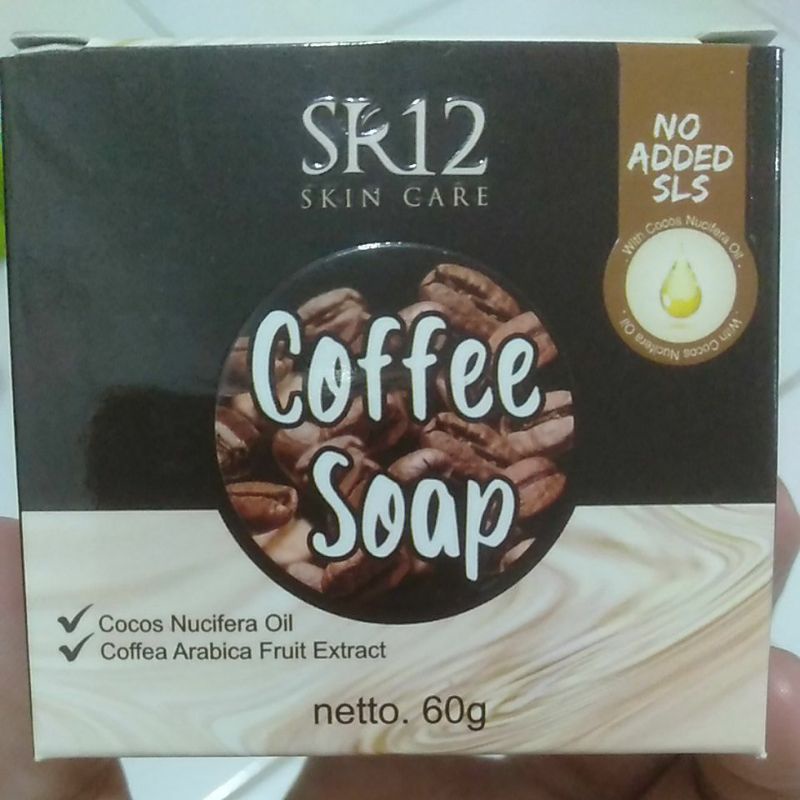 SR12
SKIN CARE
NO
ADDED
SLS
With Cocos Nucifera Oil
With Cocos Nucifera Oil
Coffee
Soap
Cocos Nucifera Oil
Coffea Arabica Fruit Extract
netto. 60g